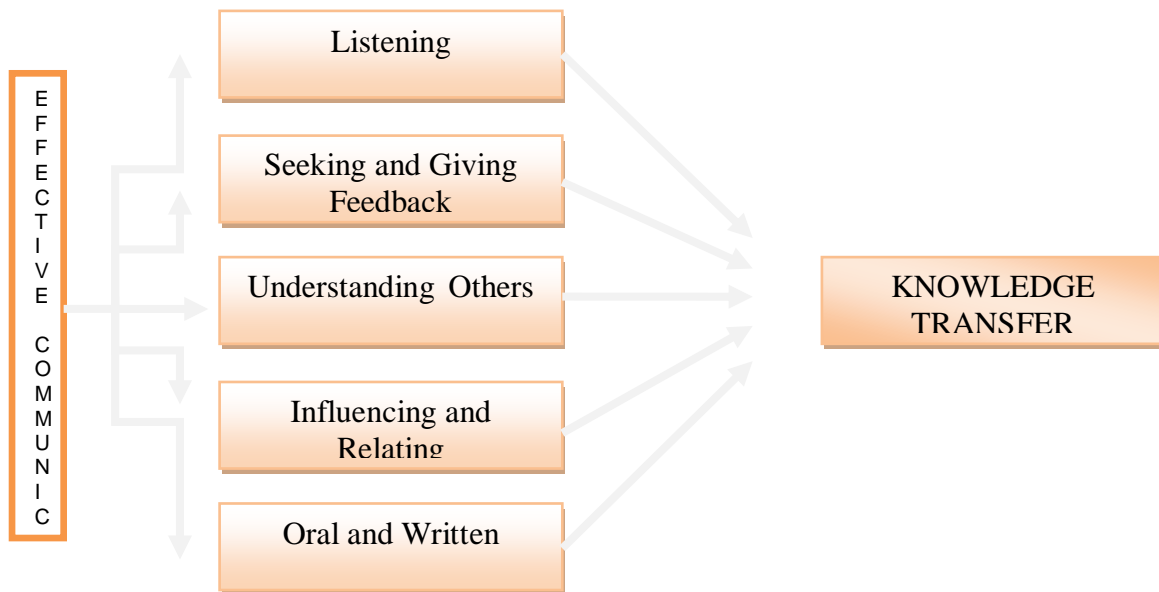 EFFECTIVE COMMUNIC
Listening
Seeking and Giving
Feedback
Understanding Others
Influencing and
Relating
Oral and Written
KNOWLEDGE
TRANSFER